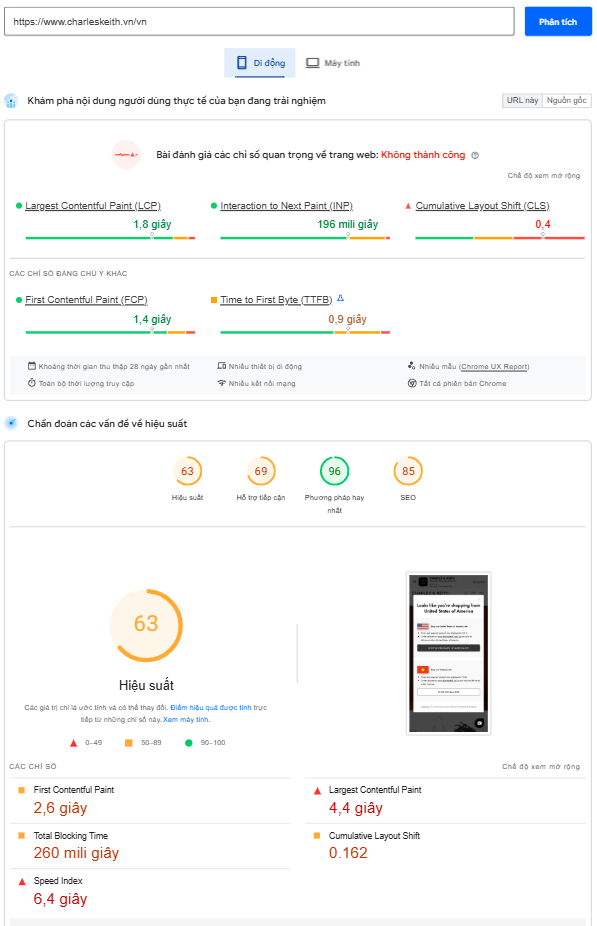 https://www.charleskeith.vn/vn
Phân tích
Di động
Máy tính
Khám phá nội dung người dùng thực tế của bạn đang trải nghiệm
URL này
Nguồn gốc
Bài đánh giá các chỉ số quan trọng về trang web: Không thành công
Chế độ xem mở rộng
Largest Contentful Paint (LCP)
1,8 giây
Interaction to Next Paint (INP)
196 mili giây
Cumulative Layout Shift (CLS)
0,4
CÁC CHỈ SỐ ĐÁNG CHÚ Ý KHÁC
First Contentful Paint (FCP)
1,4 giây
Time to First Byte (TTFB)
0,9 giây
Khoảng thời gian thu thập 28 ngày gần nhất
Nhiều thiết bị di động
Nhiều mẫu (Chrome UX Report)
Toàn bộ thời lượng truy cập
Nhiều kết nối mạng
Tất cả phiên bản Chrome
Chẩn đoán các vấn đề về hiệu suất
63
69
96
85
Hiệu suất
Hỗ trợ tiếp cận
Phương pháp hay
nhất
SEO
63
Hiệu suất
Các giá trị chỉ là ước tính và có thể thay đổi. Điểm hiệu quả được tính trực
tiếp từ những chỉ số này. Xem máy tính.
0–49
50–89
90–100
Looks like you're shopping from
United States of America
CÁC CHỈ SỐ
Chế độ xem mở rộng
First Contentful Paint
2,6 giây
Largest Contentful Paint
4,4 giây
Total Blocking Time
260 mili giây
Cumulative Layout Shift
0.162
Speed Index
6,4 giây